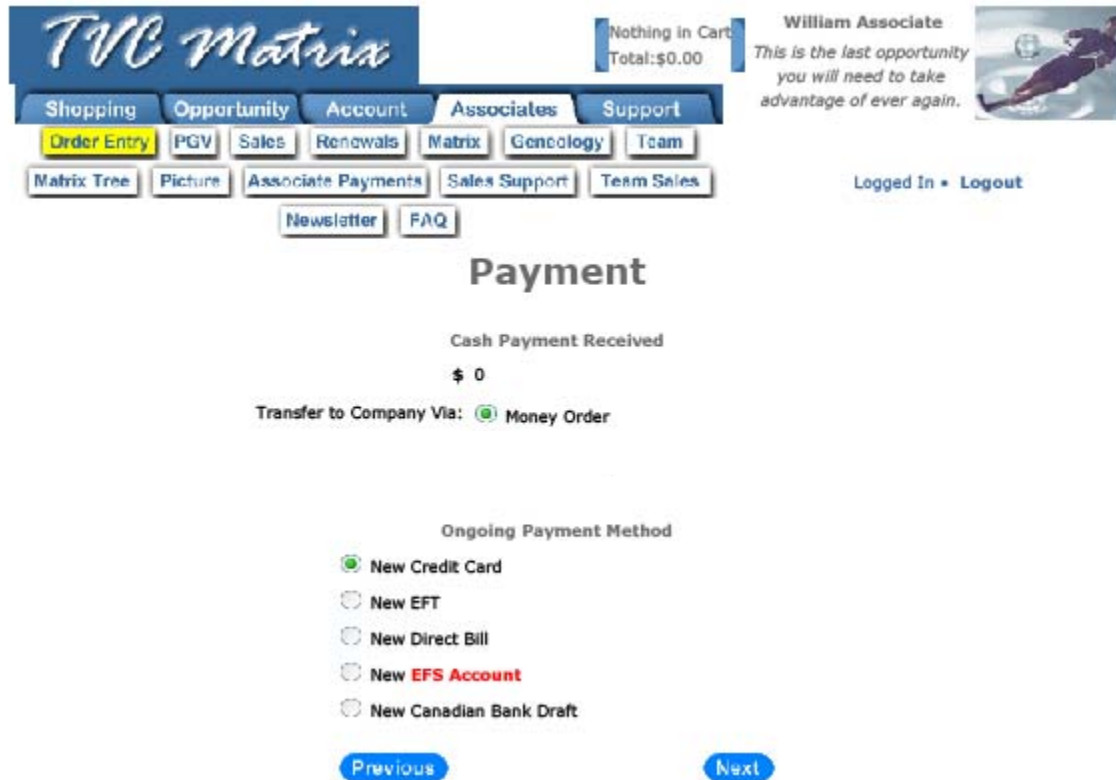 TVC Matrix
Nothing in Cart
Total:$0.00
William Associate
This is the last opportunity
you will need to take
advantage of ever again.
Shopping Opportunity Account Associates Support
Order Entry PGV Sales Renewals Matrix Geneology Team
Matrix Tree Picture Associate Payments Sales Support Team Sales
Logged In • Logout
Newsletter FAQ
Payment
Cash Payment Received
$ 0
Transfer to Company Via: Money Order
Ongoing Payment Method
New Credit Card
New EFT
New Direct Bill
New EFS Account
New Canadian Bank Draft
Previous Next